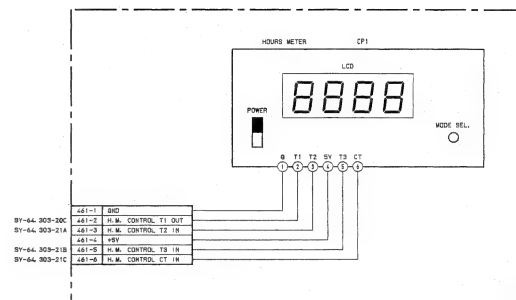 HOURS METER CP1
LCD
8888
POWER
MODE SEL.
G T1 T2 5V T3 CT
1 2 3 4 5 6
461-1 GND
SY-64. 303-20C 461-2 H.M. CONTROL T1 OUT
SY-64. 303-21A 461-3 H.M. CONTROL T2 IN
461-4 +5V
SY-64. 303-21B 461-5 H.M. CONTROL T3 IN
SY-64. 303-21C 461-6 H.M. CONTROL CT IN